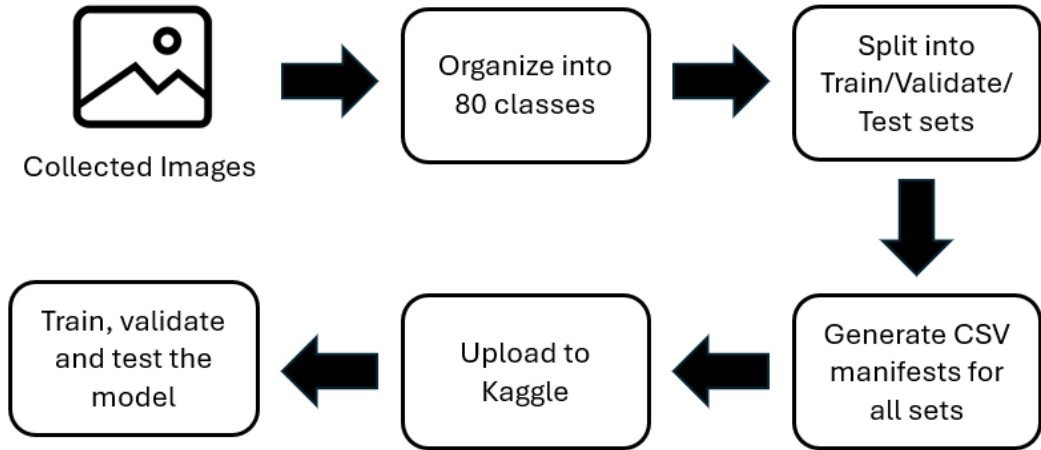 Collected Images
Organize into
80 classes
Split into
Train/Validate/
Test sets
Generate CSV
manifests for
all sets
Upload to
Kaggle
Train, validate
and test the
model